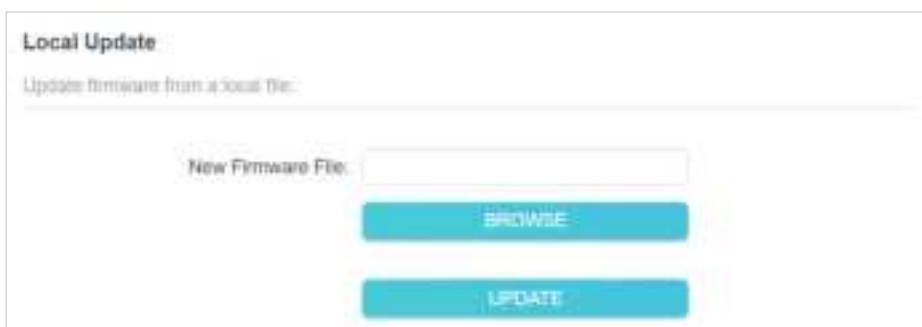 Local Update
Update firmware from a local file.
New Firmware File:
BROWSE
UPDATE